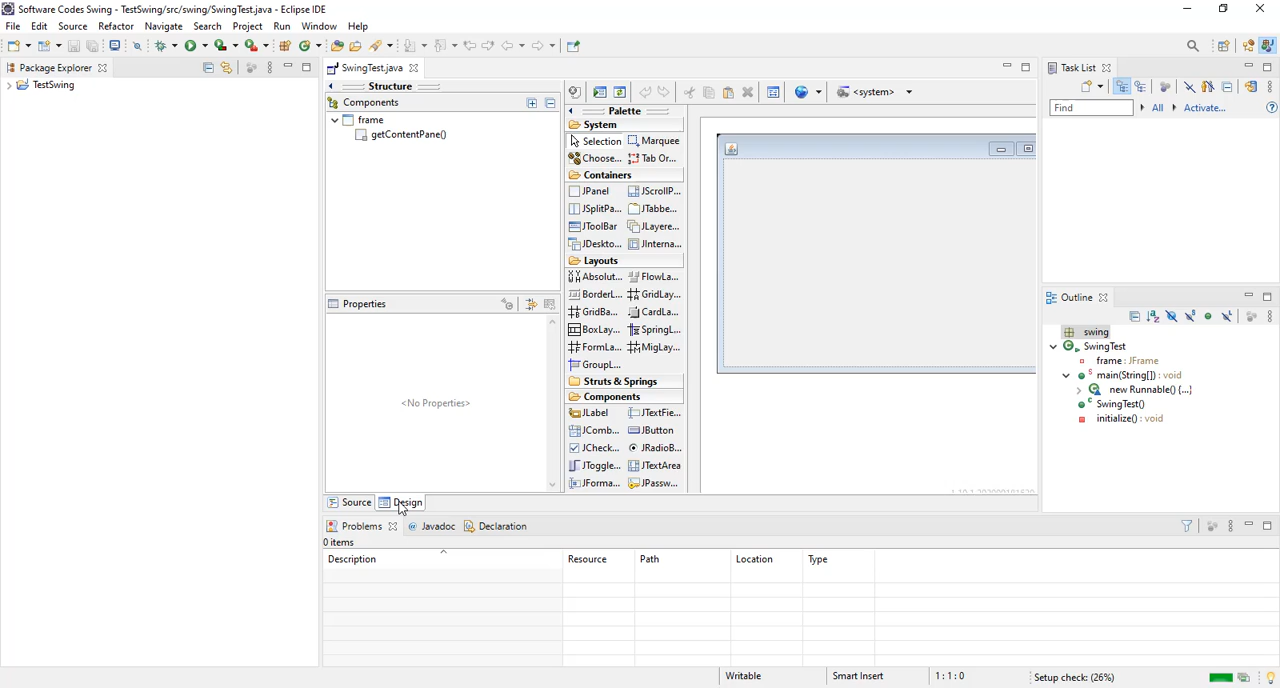 Software Codes Swing - TestSwing/src/swing/SwingTest.java - Eclipse IDE
File Edit Source Refactor Navigate Search Project Run Window Help
Package Explorer
TestSwing
SwingTest.java
Structure
Components
frame
getContentPane()
Properties
<No Properties>
<system>
Palette
System
Selection Marquee
Choose... Tab Or...
Containers
JPanel JScrollP...
JSplitPa... JTabbe...
JToolBar JLayere...
JDeskto... JInterna...
Layouts
Absolut... FlowLa...
BorderL... GridLay...
GridBa... CardLa...
BoxLay... SpringL...
FormLa... MigLay...
GroupL...
Struts & Springs
Components
JLabel JTextFie...
JComb... JButton
JCheck... JRadioB...
JToggle... JTextArea
JForma... JPassw...
Source Design
Task List
Find All Activate...
Outline
swing
SwingTest
frame : JFrame
main(String[]) : void
new Runnable() {...}
SwingTest()
initialize() : void
Problems Javadoc Declaration
0 items
Description Resource Path Location Type
Writable Smart Insert 1 : 1 : 0 Setup check: (26%)